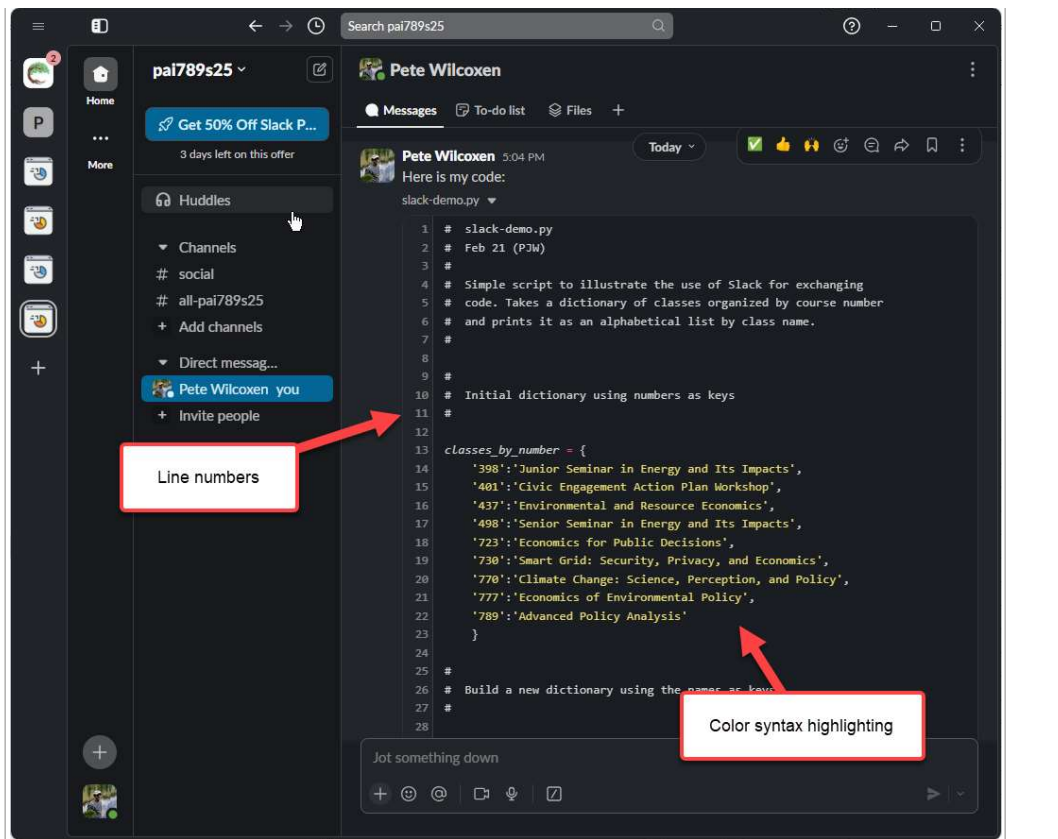 Search pai789s25
2
Home
P
More
pai789s25
Get 50% Off Slack P...
3 days left on this offer
Huddles
Channels
# social
# all-pai789s25
+ Add channels
Direct messag...
Pete Wilcoxen you
+ Invite people
Line numbers
Pete Wilcoxen
Messages To-do list Files +
Today
Pete Wilcoxen 5:04 PM
Here is my code:
slack-demo.py
1 # slack-demo.py
2 # Feb 21 (PJW)
3 #
4 # Simple script to illustrate the use of Slack for exchanging
5 # code. Takes a dictionary of classes organized by course number
6 # and prints it as an alphabetical list by class name.
7 #
8
9 #
10 # Initial dictionary using numbers as keys
11 #
12
13 classes_by_number = {
14 '398':'Junior Seminar in Energy and Its Impacts',
15 '401':'Civic Engagement Action Plan Workshop',
16 '437':'Environmental and Resource Economics',
17 '498':'Senior Seminar in Energy and Its Impacts',
18 '723':'Economics for Public Decisions',
19 '730':'Smart Grid: Security, Privacy, and Economics',
20 '770':'Climate Change: Science, Perception, and Policy',
21 '777':'Economics of Environmental Policy',
22 '789':'Advanced Policy Analysis'
23 }
24
25 #
26 # Build a new dictionary using the names as keys
27 #
28
Color syntax highlighting
Jot something down